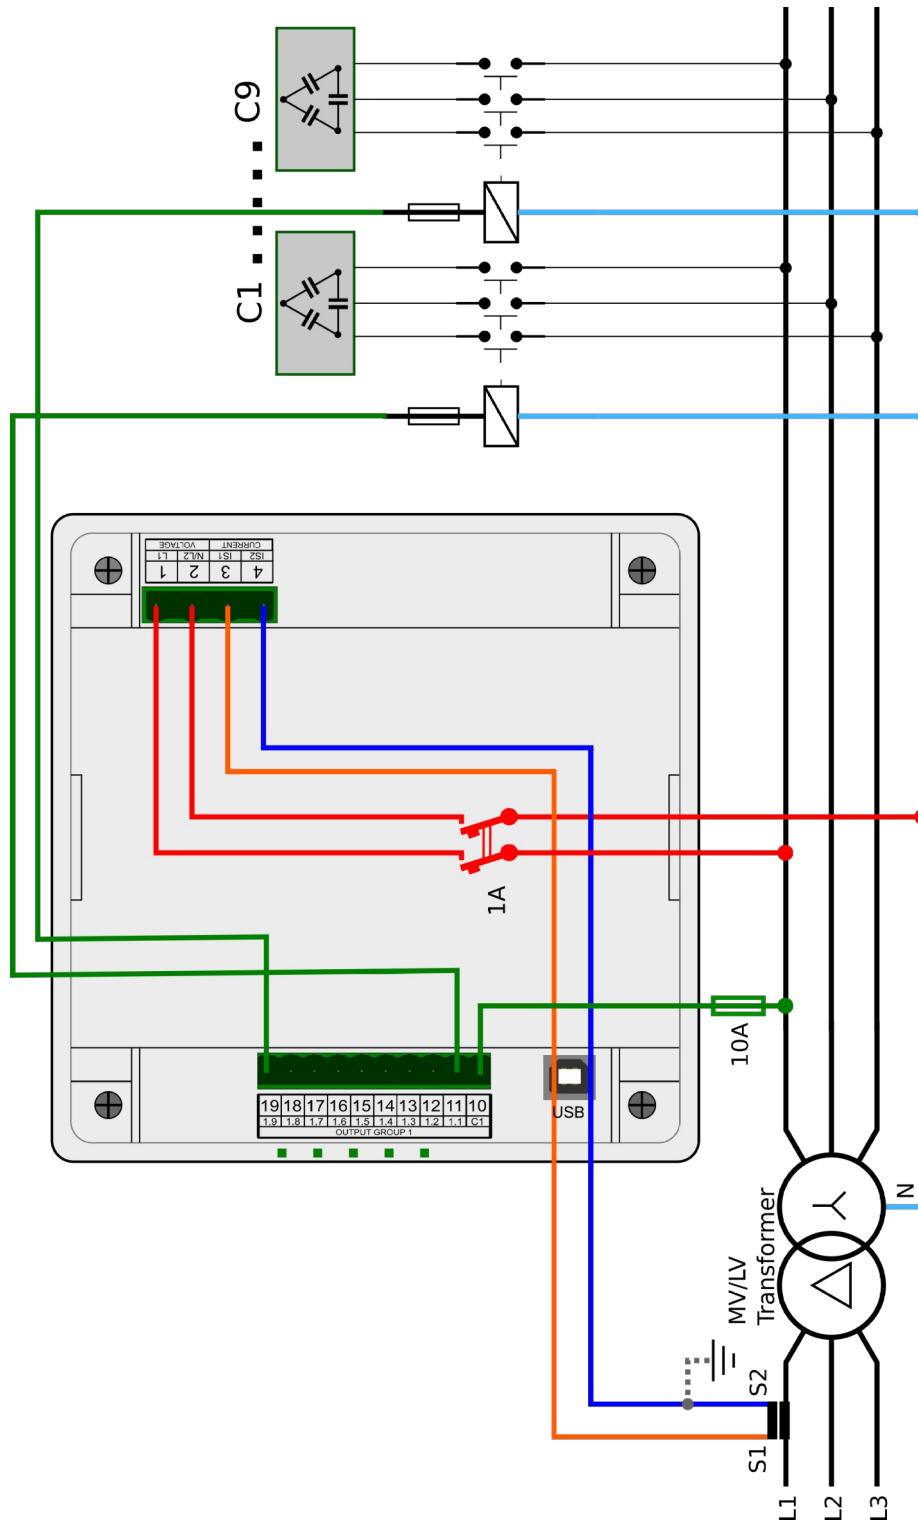 C9
C1
VOLTAGE
CURRENT
L1
N/L2
IS1
IS2
1
2
3
4
1A
10A
19 18 17 16 15 14 13 12 11 10
1.9 1.8 1.7 1.6 1.5 1.4 1.3 1.2 1.1 C1
OUTPUT GROUP 1
USB
N
MV/LV
Transformer
S2
S1
L1
L2
L3